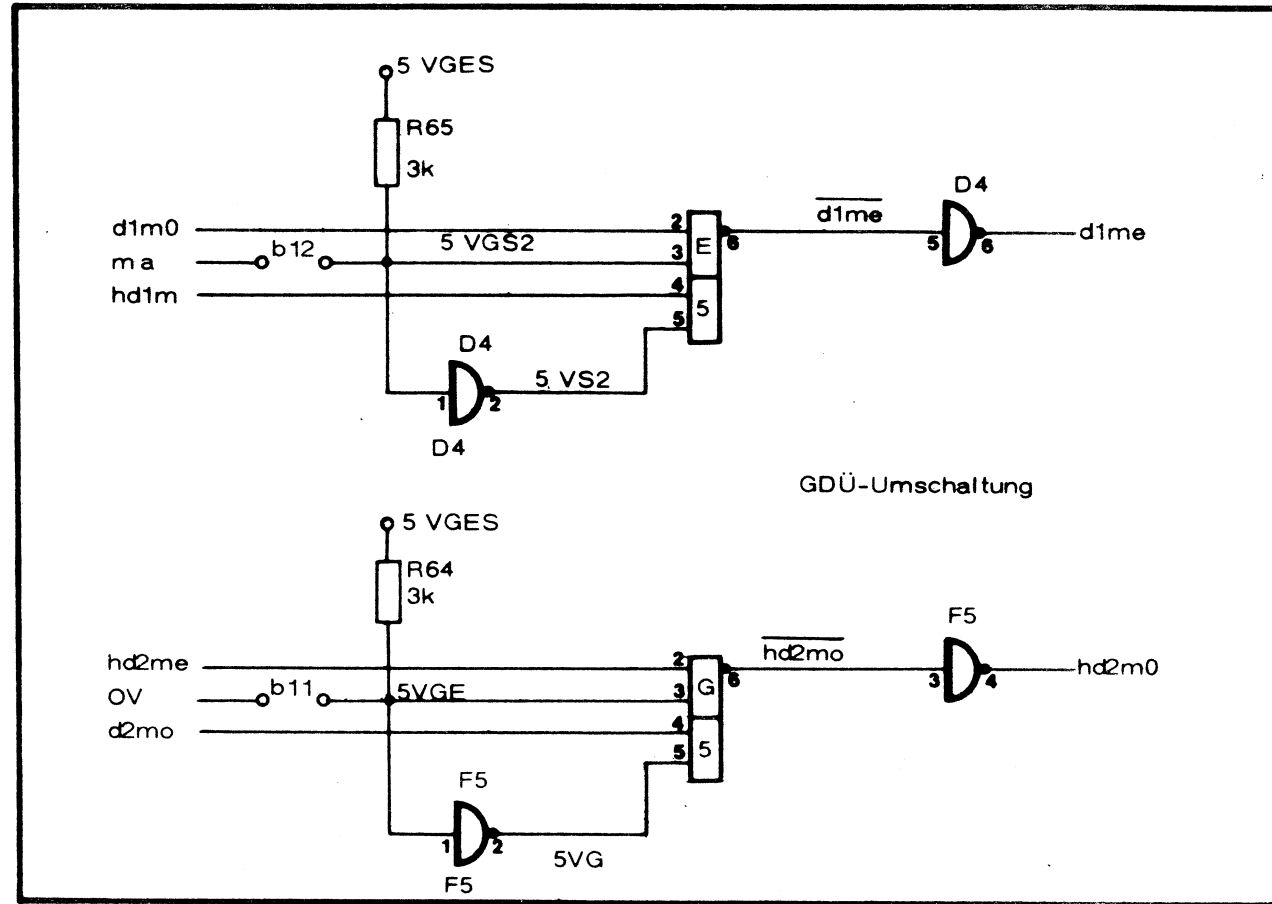 5 VGES
R65
3k
D4
d1me
d1m0
2
5 VGS2
E
6
5
6
d1me
ma
b12
3
hd1m
4
5
5
D4
5 VS2
1
2
D4
GDÜ-Umschaltung
5 VGES
R64
3k
F5
hd2me
2
hd2mo
G
6
3
4
hd2m0
OV
b11
5VGE
3
d2mo
4
5
5
F5
1
2
5VG
F5